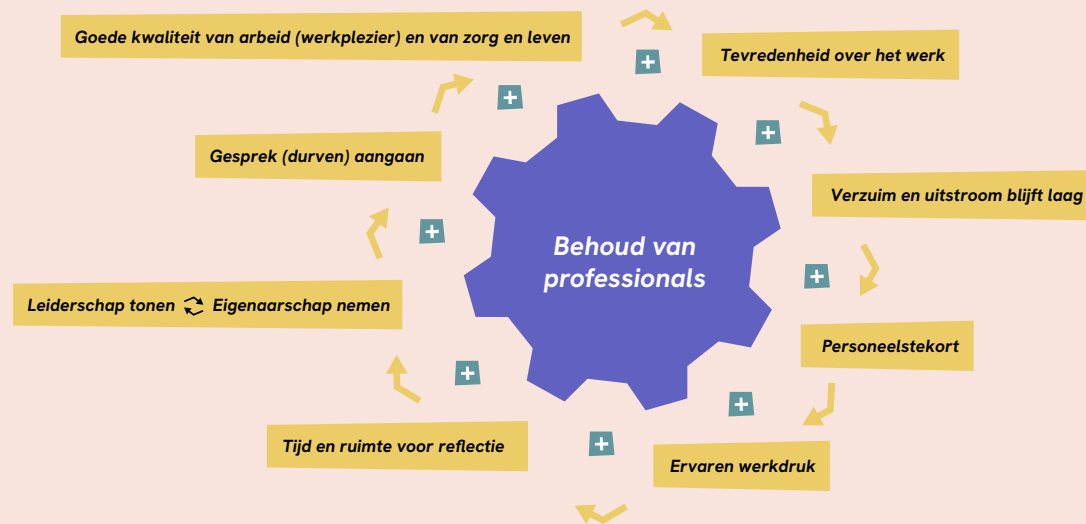 Goede kwaliteit van arbeid (werkplezier) en van zorg en leven
Tevredenheid over het werk
Gesprek (durven) aangaan
Verzuim en uitstroom blijft laag
Behoud van
professionals
Leiderschap tonen Eigenaarschap nemen
Personeelstekort
Tijd en ruimte voor reflectie
Ervaren werkdruk